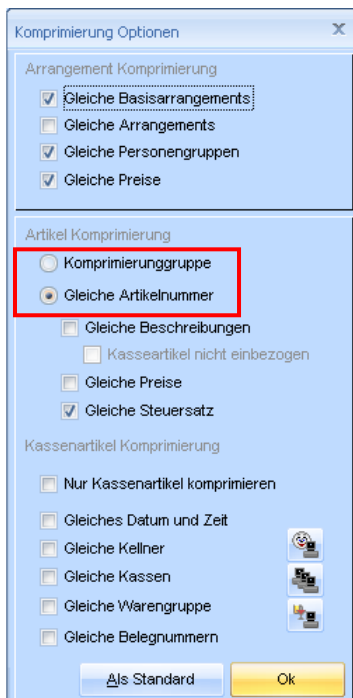 Komprimierung Optionen
Arrangement Komprimierung
Gleiche Basisarrangements
Gleiche Arrangements
Gleiche Personengruppen
Gleiche Preise
Artikel Komprimierung
Komprimierunggruppe
Gleiche Artikelnummer
Gleiche Beschreibungen
Kasseartikel nicht einbezogen
Gleiche Preise
Gleiche Steuersatz
Kassenartikel Komprimierung
Nur Kassenartikel komprimieren
Gleiches Datum und Zeit
Gleiche Kellner
Gleiche Kassen
Gleiche Warengruppe
Gleiche Belegnummern
Als Standard Ok